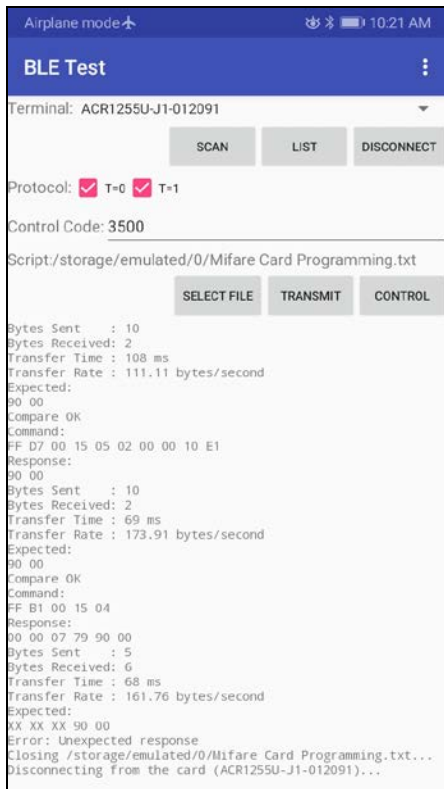 Airplane mode 10:21 AM
BLE Test
Terminal: ACR1255U-J1-012091
SCAN LIST DISCONNECT
Protocol: T=0 T=1
Control Code: 3500
Script:/storage/emulated/0/Mifare Card Programming.txt
SELECT FILE TRANSMIT CONTROL
Bytes Sent    : 10
Bytes Received: 2
Transfer Time : 108 ms
Transfer Rate : 111.11 bytes/second
Expected:
90 00
Compare OK
Command:
FF D7 00 15 05 02 00 00 10 E1
Response:
90 00
Bytes Sent    : 10
Bytes Received: 2
Transfer Time : 69 ms
Transfer Rate : 173.91 bytes/second
Expected:
90 00
Compare OK
Command:
FF B1 00 15 04
Response:
00 00 07 79 90 00
Bytes Sent    : 5
Bytes Received: 6
Transfer Time : 68 ms
Transfer Rate : 161.76 bytes/second
Expected:
XX XX XX 90 00
Error: Unexpected response
Closing /storage/emulated/0/Mifare Card Programming.txt...
Disconnecting from the card (ACR1255U-J1-012091)...